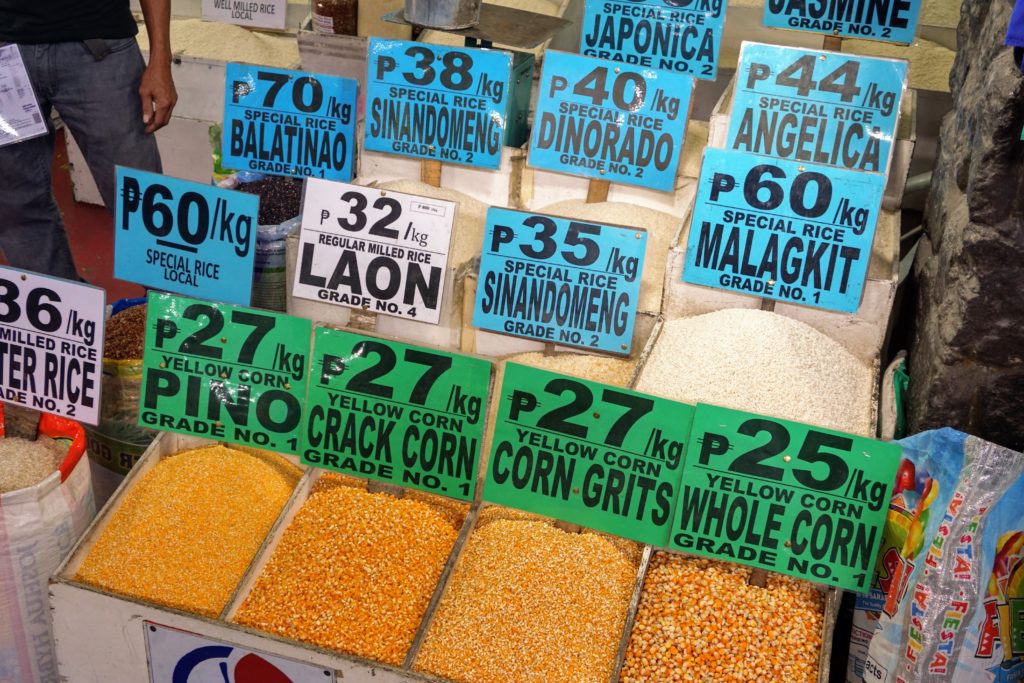 WELL MILLED RICE
LOCAL
SPECIAL RICE
JAPONICA
GRADE NO. 2
JASMINE
GRADE NO. 2
₱70/kg
SPECIAL RICE
BALATINAO
GRADE NO. 1
₱38/kg
SPECIAL RICE
SINANDOMENG
GRADE NO. 2
₱40/kg
SPECIAL RICE
DINORADO
GRADE NO. 2
₱44/kg
SPECIAL RICE
ANGELICA
GRADE NO. 2
₱60/kg
SPECIAL RICE
LOCAL
₱32/kg
REGULAR MILLED RICE
LAON
GRADE NO. 4
₱35/kg
SPECIAL RICE
SINANDOMENG
GRADE NO. 2
₱60/kg
SPECIAL RICE
MALAGKIT
GRADE NO. 1
36/kg
MILLED RICE
TER RICE
ADE NO. 2
₱27/kg
YELLOW CORN
PINO
GRADE NO. 1
₱27/kg
YELLOW CORN
CRACK CORN
GRADE NO. 1
₱27/kg
YELLOW CORN
CORN GRITS
₱25/kg
YELLOW CORN
WHOLE CORN
GRADE NO. 1
FIESTA!
FIESTA!